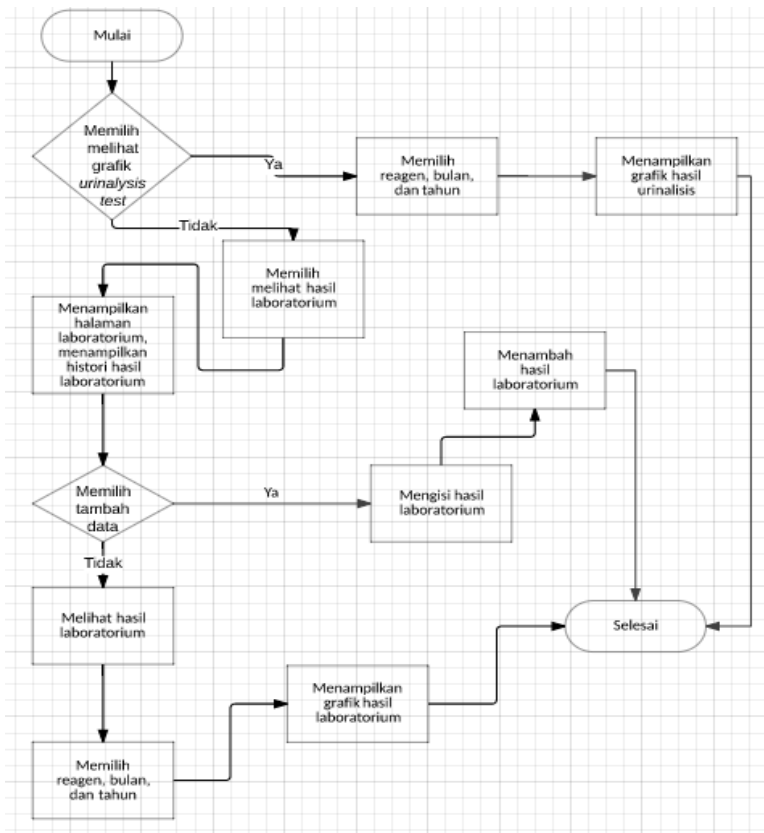 Mulai
Memilih
melihat
grafik
urinalysis
test
Ya
Memilih
reagen, bulan,
dan tahun
Menampilkan
grafik hasil
urinalisis
Tidak
Memilih
melihat hasil
laboratorium
Menampilkan
halaman
laboratorium,
menampilkan
histori hasil
laboratorium
Menambah
hasil
laboratorium
Memilih
tambah
data
Ya
Mengisi hasil
laboratorium
Tidak
Melihat hasil
laboratorium
Selesai
Menampilkan
grafik hasil
laboratorium
Memilih
reagen, bulan,
dan tahun